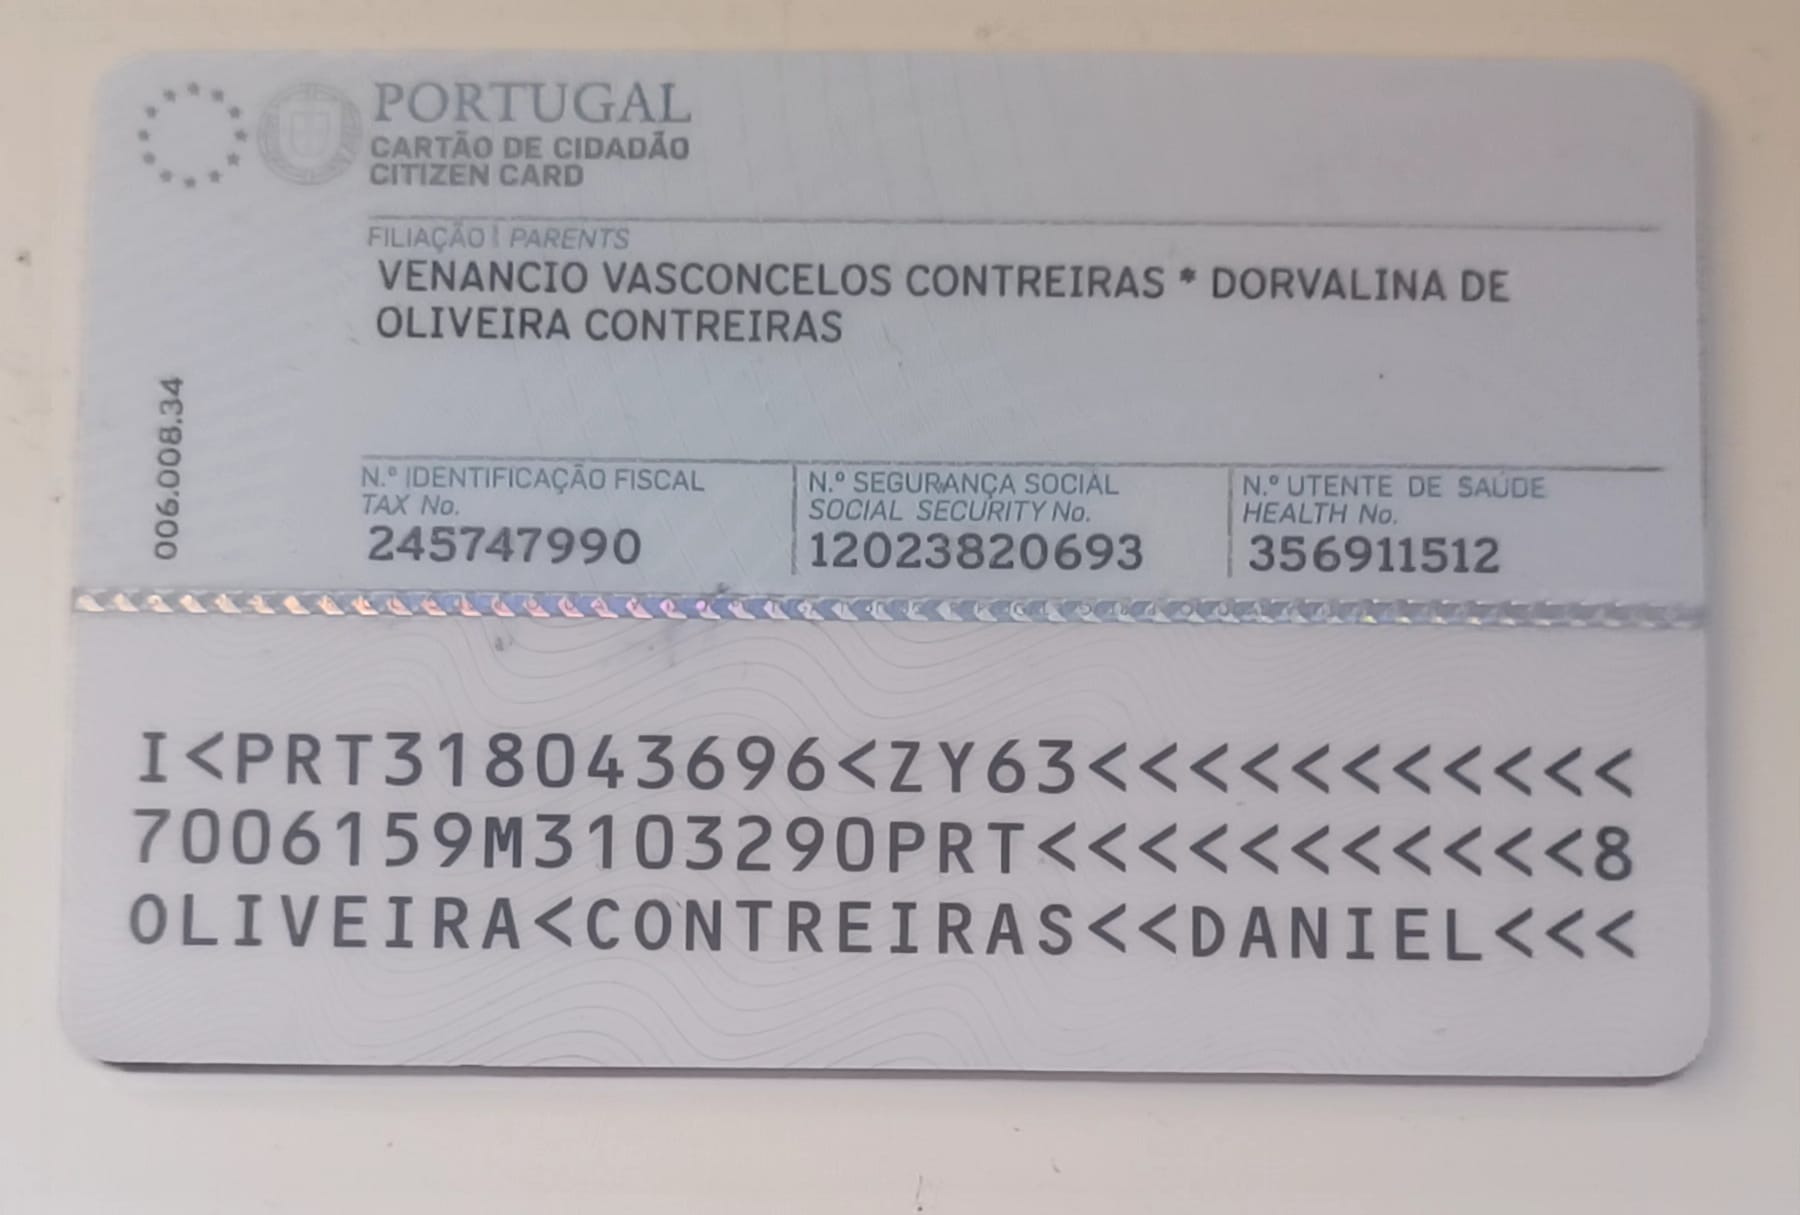 PORTUGAL
CARTÃO DE CIDADÃO
CITIZEN CARD
FILIAÇÃO | PARENTS
VENANCIO VASCONCELOS CONTREIRAS * DORVALINA DE
OLIVEIRA CONTREIRAS
006.008.34
N.º IDENTIFICAÇÃO FISCAL
TAX No.
245747990
N.º SEGURANÇA SOCIAL
SOCIAL SECURITY No.
12023820693
N.º UTENTE DE SAÚDE
HEALTH No.
356911512
I<PRT318043696<ZY63<<<<<<<<<<<
7006159M3103290PRT<<<<<<<<<<<8
OLIVEIRA<CONTREIRAS<<DANIEL<<<